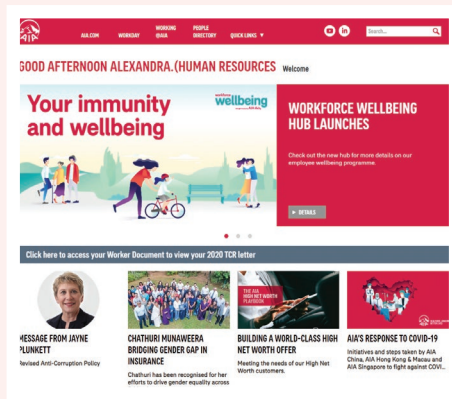 AIA
AIA.COM
WORKDAY
WORKING @AIA
PEOPLE DIRECTORY
QUICK LINKS ▼
Search...
GOOD AFTERNOON ALEXANDRA.(HUMAN RESOURCES Welcome
Your immunity
and wellbeing
wellbeing
WORKFORCE WELLBEING
HUB LAUNCHES
Check out the new hub for more details on our
employee wellbeing programme.
▸ DETAILS
Click here to access your Worker Document to view your 2020 TCR letter
MESSAGE FROM JAYNE
PLUNKETT
Revised Anti-Corruption Policy
CHATHURI MUNAWEERA
BRIDGING GENDER GAP IN
INSURANCE
Chathuri has been recognised for her
efforts to drive gender equality across
THE AIA
HIGH NET WORTH
PLAYBOOK
BUILDING A WORLD-CLASS HIGH
NET WORTH OFFER
Meeting the needs of our High Net
Worth customers.
AIA'S RESPONSE TO COVID-19
Initiatives and steps taken by AIA
China, AIA Hong Kong & Macau and
AIA Singapore to fight against COVI...